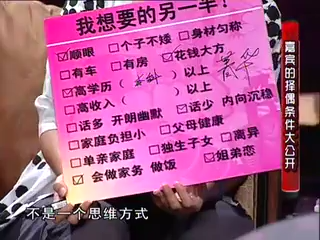 我想要的另一半!
☑顺眼 □个子不矮 □身材匀称
□有车 □有房 ☑花钱大方
☑高学历(本科)以上
□高收入( )以上
□话多 开朗幽默 ☑话少 内向沉稳
□家庭负担小 □父母健康
□单亲家庭 □独生子女 □离异
☑会做家务 做饭 ☑姐弟恋
嘉宾的择偶条件大公开
不是一个思维方式